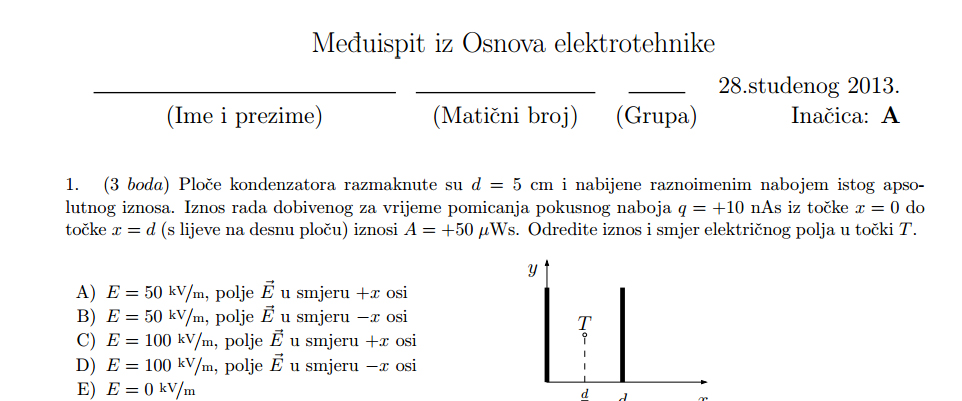 Međuispit iz Osnova elektrotehnike
28.studenog 2013.
(Ime i prezime) (Matični broj) (Grupa) Inačica: A
1. (3 boda) Ploče kondenzatora razmaknute su d = 5 cm i nabijene raznoimenim nabojem istog apso-
lutnog iznosa. Iznos rada dobivenog za vrijeme pomicanja pokusnog naboja q = +10 nAs iz točke x = 0 do
točke x = d (s lijeve na desnu ploču) iznosi A = +50 μWs. Odredite iznos i smjer električnog polja u točki T.
A) E = 50 kV/m, polje E⃗ u smjeru +x osi
B) E = 50 kV/m, polje E⃗ u smjeru −x osi
C) E = 100 kV/m, polje E⃗ u smjeru +x osi
D) E = 100 kV/m, polje E⃗ u smjeru −x osi
E) E = 0 kV/m
y
T
d d x